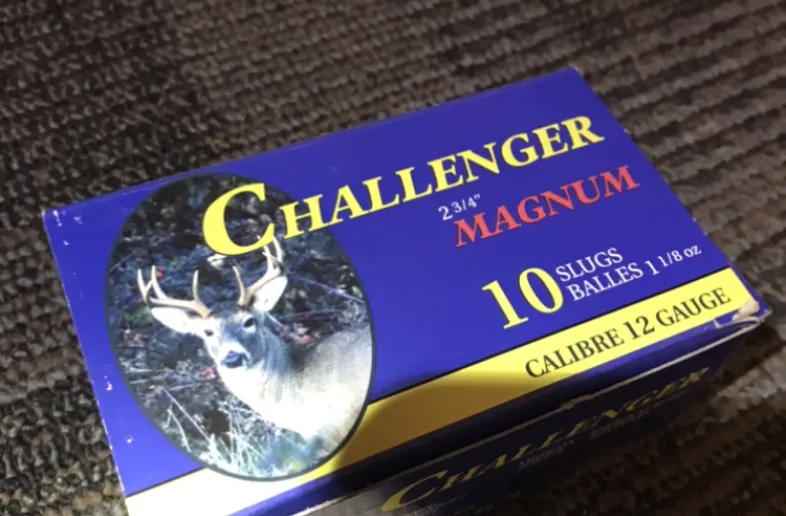 CHALLENGER
2 3/4"
MAGNUM
10 SLUGS
BALLES 1 1/8 oz
CALIBRE 12 GAUGE
CHALLENGER